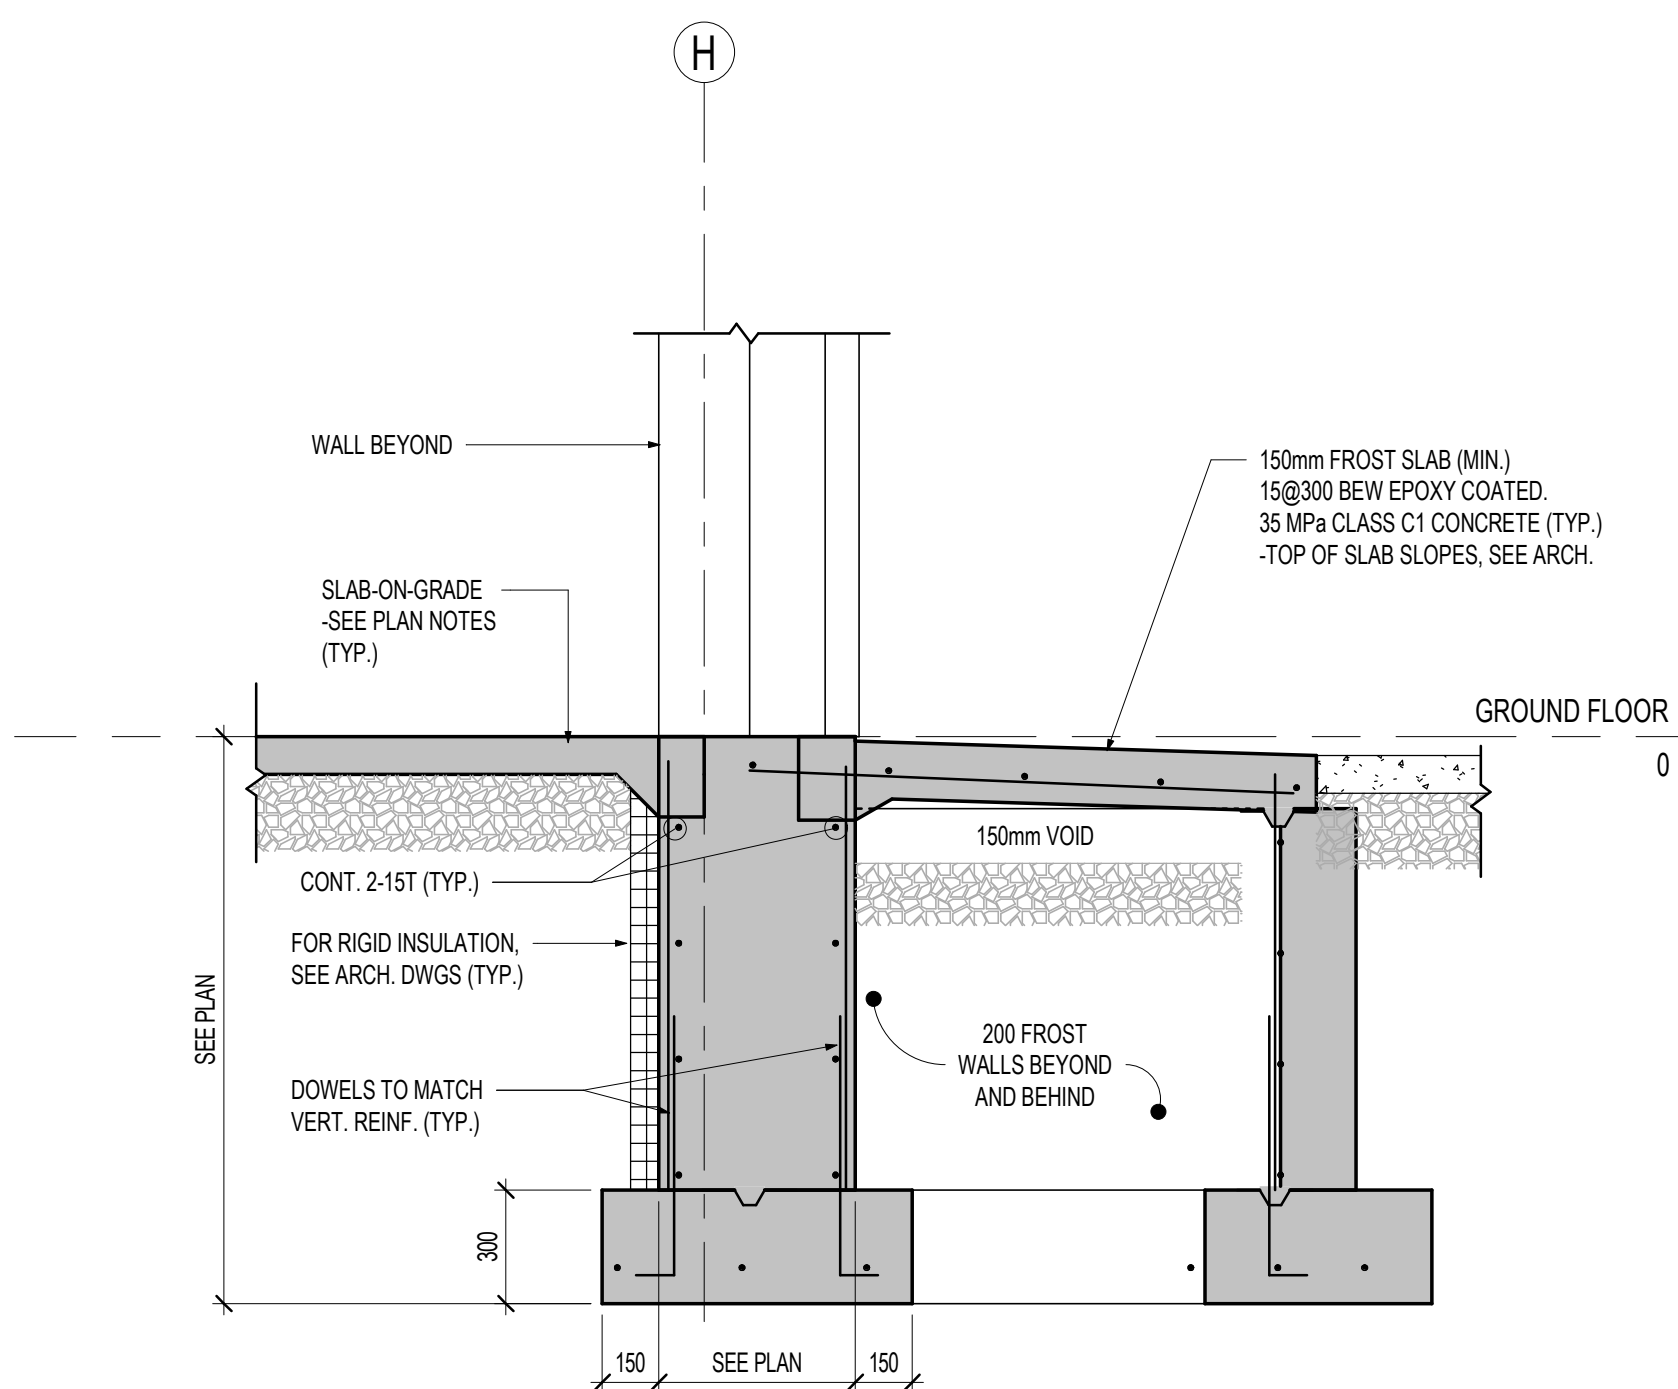 H
WALL BEYOND
150mm FROST SLAB (MIN.)
15@300 BEW EPOXY COATED.
35 MPa CLASS C1 CONCRETE (TYP.)
-TOP OF SLAB SLOPES, SEE ARCH.
SLAB-ON-GRADE
-SEE PLAN NOTES
(TYP.)
GROUND FLOOR
0
150mm VOID
CONT. 2-15T (TYP.)
FOR RIGID INSULATION,
SEE ARCH. DWGS (TYP.)
SEE PLAN
200 FROST
WALLS BEYOND
AND BEHIND
DOWELS TO MATCH
VERT. REINF. (TYP.)
300
150
SEE PLAN
150